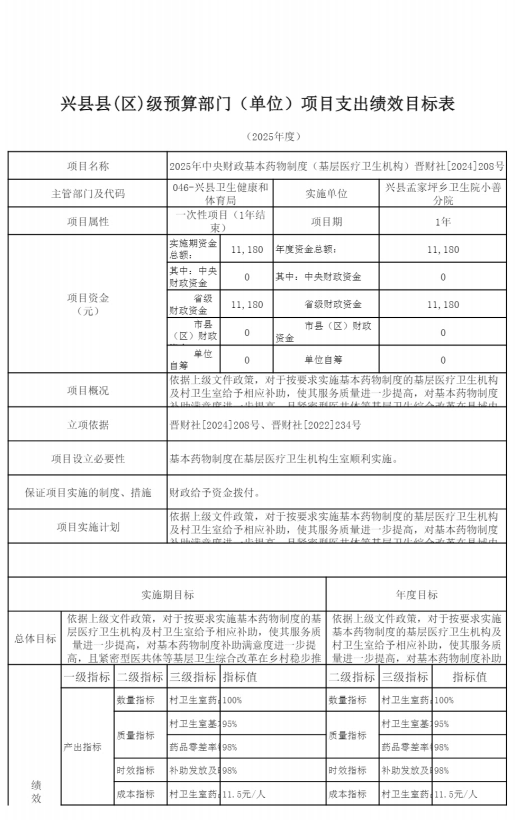 兴县县(区)级预算部门（单位）项目支出绩效目标表
（2025年度）
项目名称 2025年中央财政基本药物制度（基层医疗卫生机构）晋财社[2024]208号
主管部门及代码 046-兴县卫生健康和体育局 实施单位 兴县孟家坪乡卫生院小善分院
项目属性 一次性项目（1年结束） 项目期 1年
项目资金（元） 实施期资金总额： 11,180 年度资金总额： 11,180
其中：中央财政资金 0 其中：中央财政资金 0
省级财政资金 11,180 省级财政资金 11,180
市县（区）财政 0 市县（区）财政资金 0
单位自筹 0 单位自筹 0
项目概况 依据上级文件政策，对于按要求实施基本药物制度的基层医疗卫生机构
及村卫生室给予相应补助，使其服务质量进一步提高，对基本药物制度
立项依据 晋财社[2024]208号、晋财社[2022]234号
项目设立必要性 基本药物制度在基层医疗卫生机构生室顺利实施。
保证项目实施的制度、措施 财政给予资金拨付。
项目实施计划 依据上级文件政策，对于按要求实施基本药物制度的基层医疗卫生机构
及村卫生室给予相应补助，使其服务质量进一步提高，对基本药物制度
实施期目标 年度目标
总体目标 依据上级文件政策，对于按要求实施基本药物制度的基 依据上级文件政策，对于按要求实施
层医疗卫生机构及村卫生室给予相应补助，使其服务质 基本药物制度的基层医疗卫生机构及
量进一步提高，对基本药物制度补助满意度进一步提 村卫生室给予相应补助，使其服务质
高，且紧密型医共体等基层卫生综合改革在乡村稳步推 量进一步提高，对基本药物制度补助
绩效 一级指标 二级指标 三级指标 指标值 二级指标 三级指标 指标值
产出指标 数量指标 村卫生室药 100% 数量指标 村卫生室药 100%
质量指标 村卫生室基 95% 质量指标 村卫生室基 95%
药品零差率 98% 药品零差率 98%
时效指标 补助发放及 98% 时效指标 补助发放及 98%
成本指标 村卫生室药 11.5元/人 成本指标 村卫生室药 11.5元/人